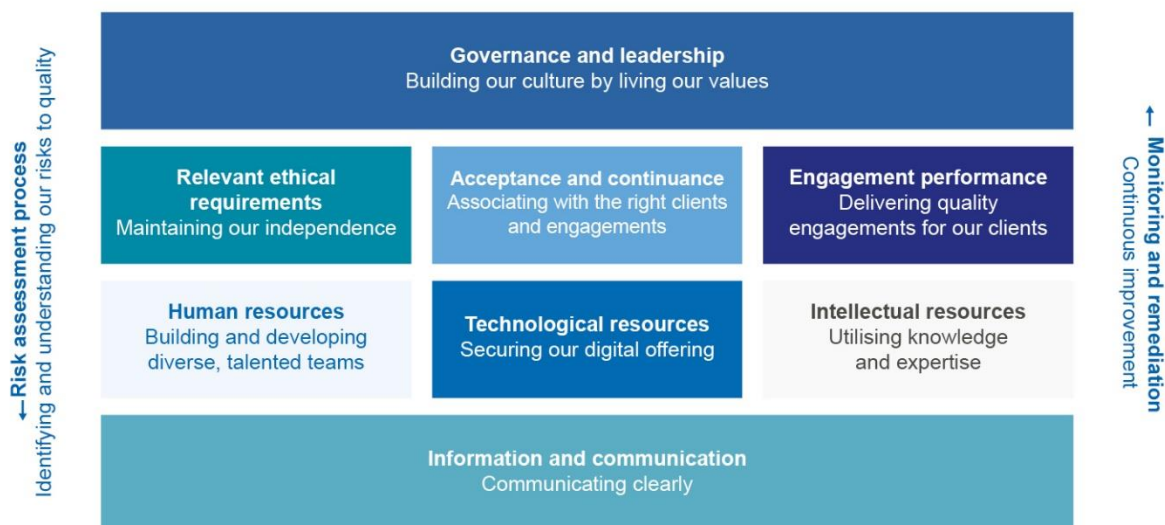 Governance and leadership
Building our culture by living our values
←Risk assessment process
Identifying and understanding our risks to quality
Relevant ethical
requirements
Maintaining our independence
Acceptance and continuance
Associating with the right clients
and engagements
Engagement performance
Delivering quality
engagements for our clients
Human resources
Building and developing
diverse, talented teams
Technological resources
Securing our digital offering
Intellectual resources
Utilising knowledge
and expertise
← Monitoring and remediation
Continuous improvement
Information and communication
Communicating clearly